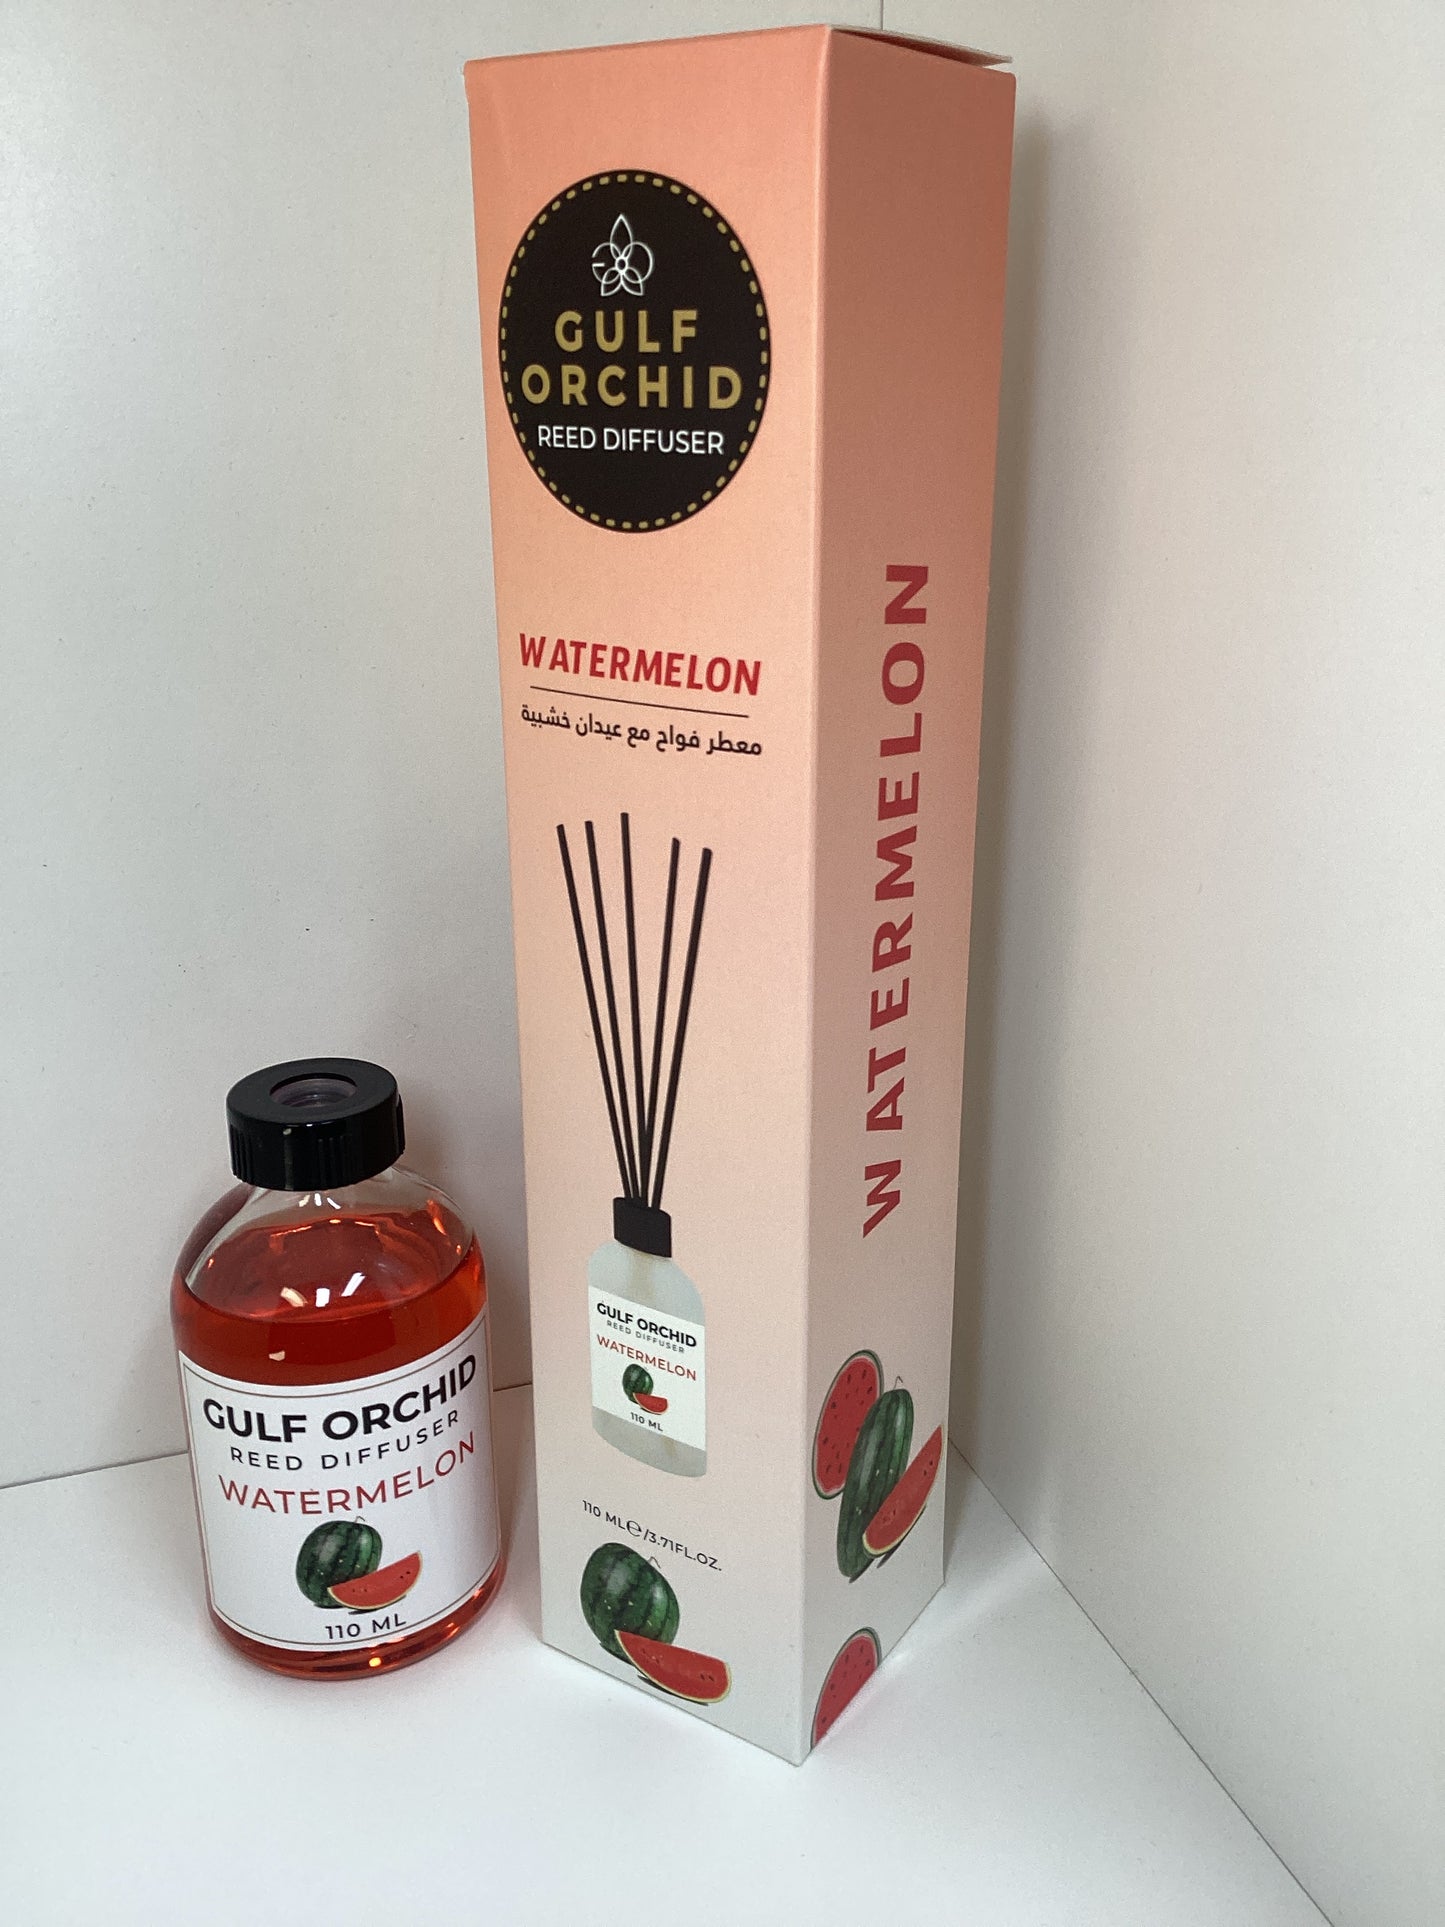 GULF
ORCHID
REED DIFFUSER
WATERMELON
معطر فواح مع عيدان خشبية
GULF ORCHID
REED DIFFUSER
WATERMELON
110 ML
110 ML℮/3.71FL.OZ.
WATERMELON
GULF ORCHID
REED DIFFUSER
WATERMELON
110 ML